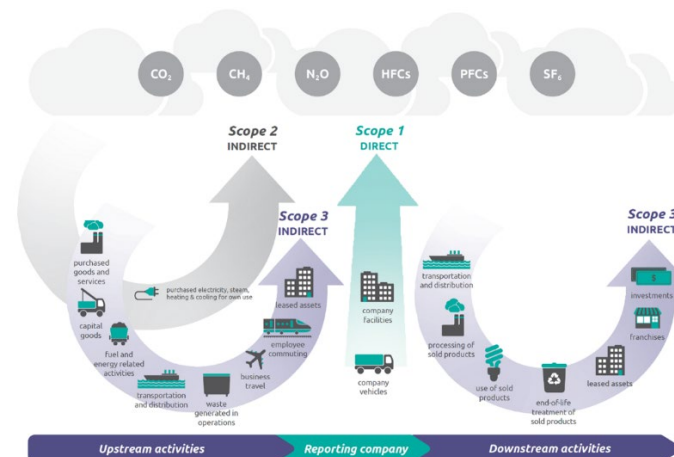 CO₂
CH₄
N₂O
HFCs
PFCs
SF₆
Scope 2
INDIRECT
Scope 1
DIRECT
Scope 3
INDIRECT
Scope 3
INDIRECT
purchased
goods and
services
capital
goods
fuel and
energy related
activities
transportation
and distribution
waste
generated in
operations
business
travel
employee
commuting
leased assets
purchased electricity, steam,
heating & cooling for own use
company
facilities
company
vehicles
transportation
and distribution
processing of
sold products
use of sold
products
end-of-life
treatment of
sold products
leased assets
franchises
investments
Upstream activities
Reporting company
Downstream activities